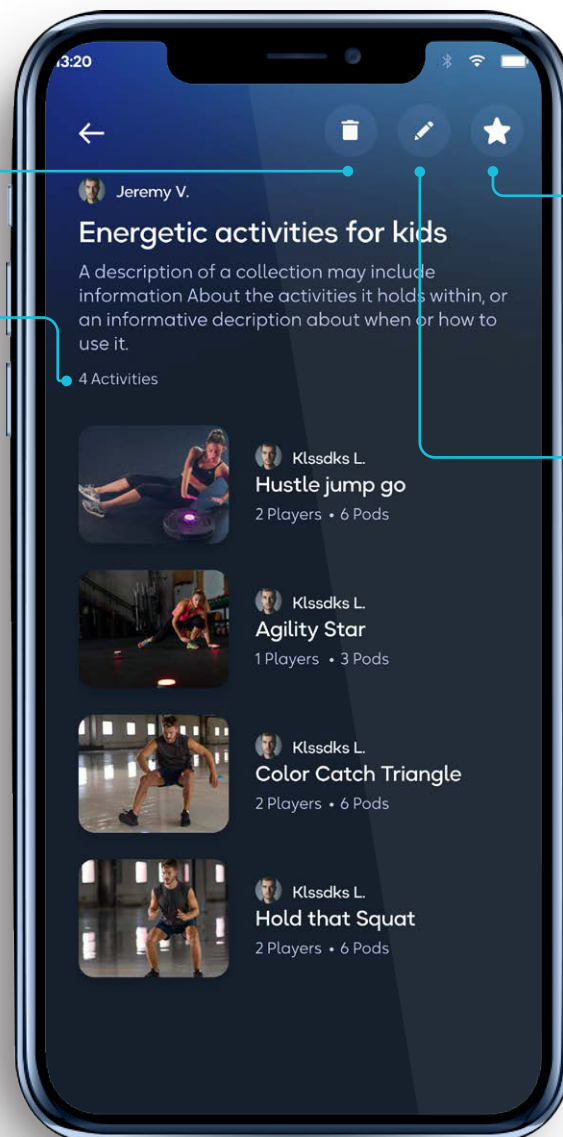 13:20
Jeremy V.
Energetic activities for kids
A description of a collection may include
information About the activities it holds within, or
an informative decription about when or how to
use it.
4 Activities
Klssdks L.
Hustle jump go
2 Players • 6 Pods
Klssdks L.
Agility Star
1 Players • 3 Pods
Klssdks L.
Color Catch Triangle
2 Players • 6 Pods
Klssdks L.
Hold that Squat
2 Players • 6 Pods